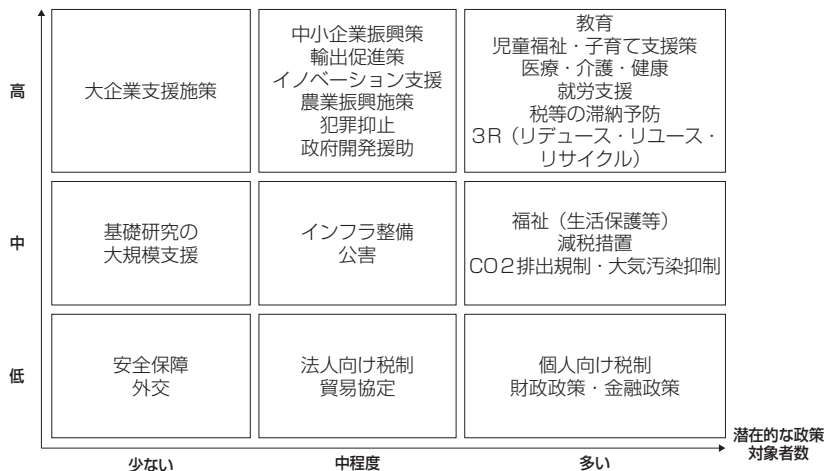 高
大企業支援施策
中小企業振興策
輸出促進策
イノベーション支援
農業振興施策
犯罪抑止
政府開発援助
教育
児童福祉・子育て支援策
医療・介護・健康
就労支援
税等の滞納予防
3R（リデュース・リユース・
リサイクル）
中
基礎研究の
大規模支援
インフラ整備
公害
福祉（生活保護等）
減税措置
CO2排出規制・大気汚染抑制
低
安全保障
外交
法人向け税制
貿易協定
個人向け税制
財政政策・金融政策
少ない
中程度
多い
潜在的な政策
対象者数